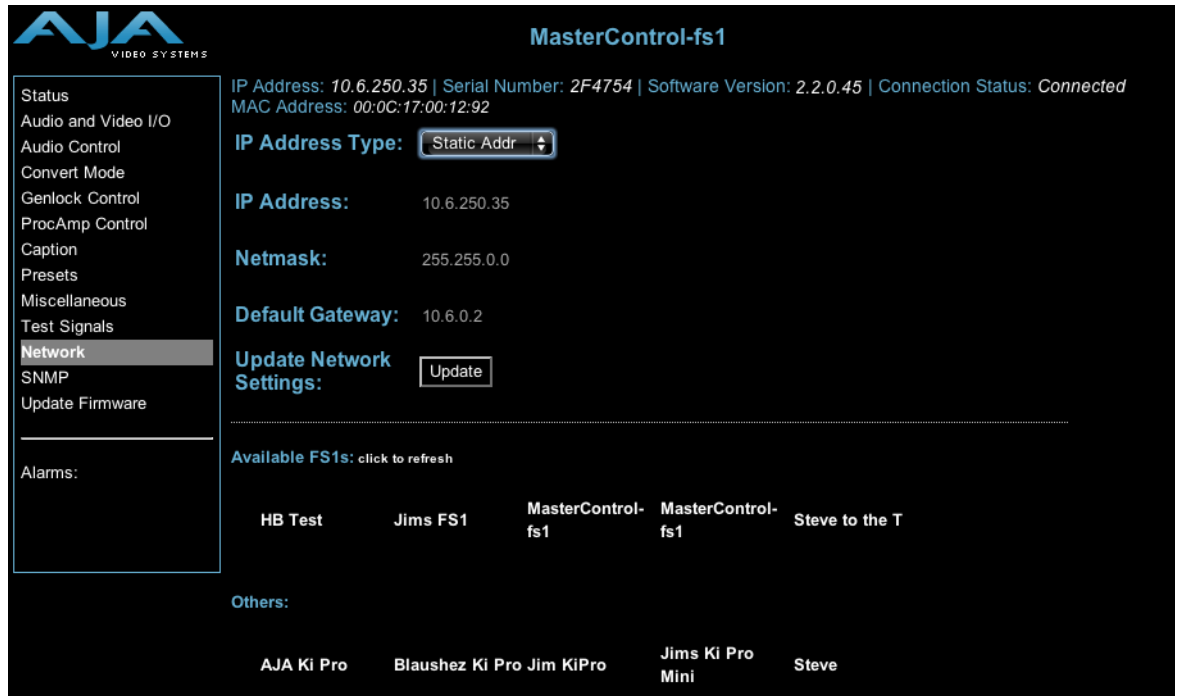 AJA
VIDEO SYSTEMS
MasterControl-fs1
Status
Audio and Video I/O
Audio Control
Convert Mode
Genlock Control
ProcAmp Control
Caption
Presets
Miscellaneous
Test Signals
Network
SNMP
Update Firmware
Alarms:
IP Address: 10.6.250.35 | Serial Number: 2F4754 | Software Version: 2.2.0.45 | Connection Status: Connected
MAC Address: 00:0C:17:00:12:92
IP Address Type: Static Addr
IP Address: 10.6.250.35
Netmask: 255.255.0.0
Default Gateway: 10.6.0.2
Update Network
Settings:
Update
Available FS1s: click to refresh
HB Test
Jims FS1
MasterControl-
fs1
MasterControl-
fs1
Steve to the T
Others:
AJA Ki Pro
Blaushez Ki Pro
Jim KiPro
Jims Ki Pro
Mini
Steve